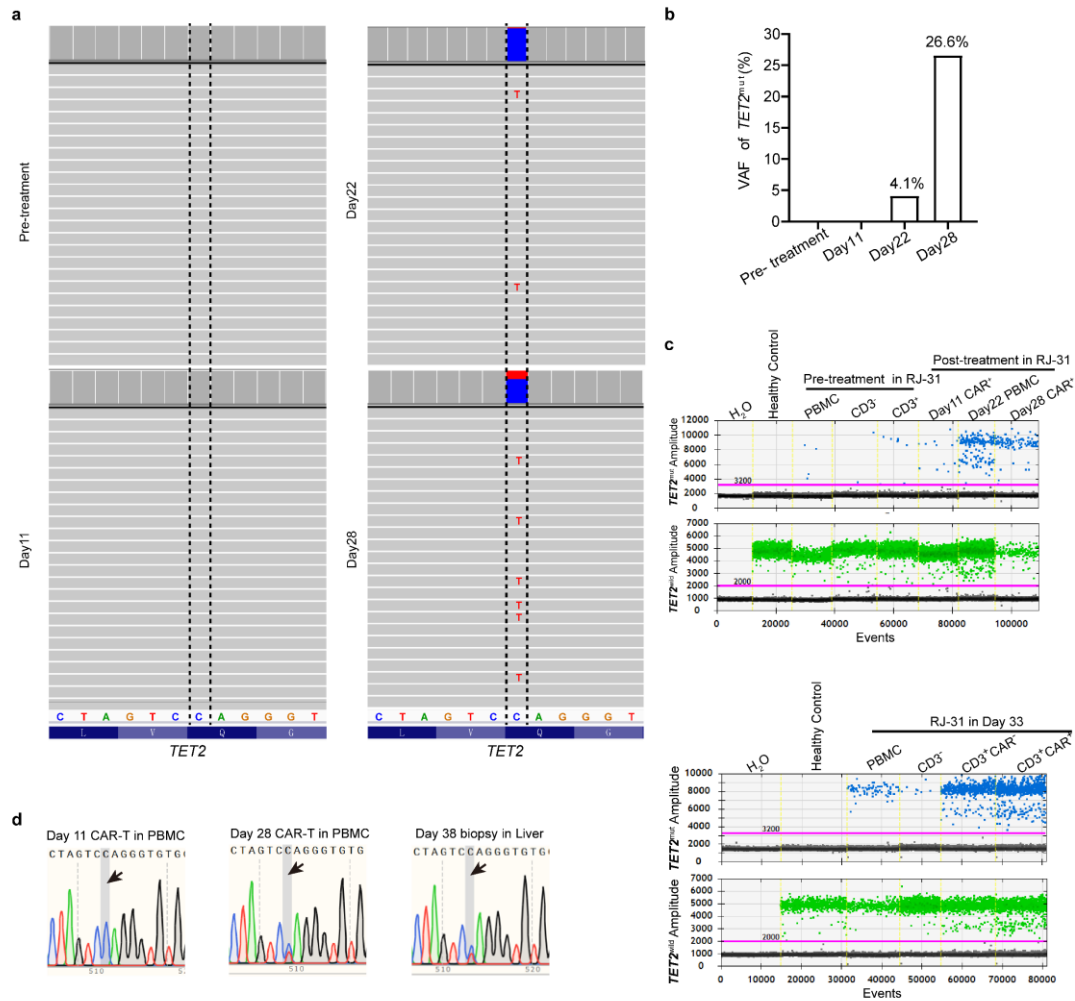 a
Pre-treatment
Day11
Day22
T
T
Day28
T
T
T
T
T
T
C T A G T C C A G G G T
L V Q G
TET2
C T A G T C C A G G G T
L V Q G
TET2
b
VAF of TET2mut(%)
30
25
20
15
10
5
0
4.1%
26.6%
Pre- treatment
Day11
Day22
Day28
c
Post-treatment in RJ-31
Pre-treatment in RJ-31
H2O
Healthy Control
PBMC
CD3-
CD3+
Day11 CAR+
Day22 PBMC
Day28 CAR+
TET2mut Amplitude
12000
10000
8000
6000
4000
3200
2000
0
TET2wild Amplitude
7000
6000
5000
4000
3000
2000
2000
1000
0
0 20000 40000 60000 80000 100000
Events
RJ-31 in Day 33
H2O
Healthy Control
PBMC
CD3-
CD3+CAR-
CD3+CAR+
TET2mut Amplitude
10000
8000
6000
4000
3200
2000
0
TET2wild Amplitude
7000
6000
5000
4000
3000
2000
2000
1000
0
0 10000 20000 30000 40000 50000 60000 70000 80000
Events
d
Day 11 CAR-T in PBMC
CTAGTCCAGGGTGTGC
510
Day 28 CAR-T in PBMC
CTAGTCCAGGGTGTG
510
Day 38 biopsy in Liver
CTAGTCCAGGGTGTGC
510 520